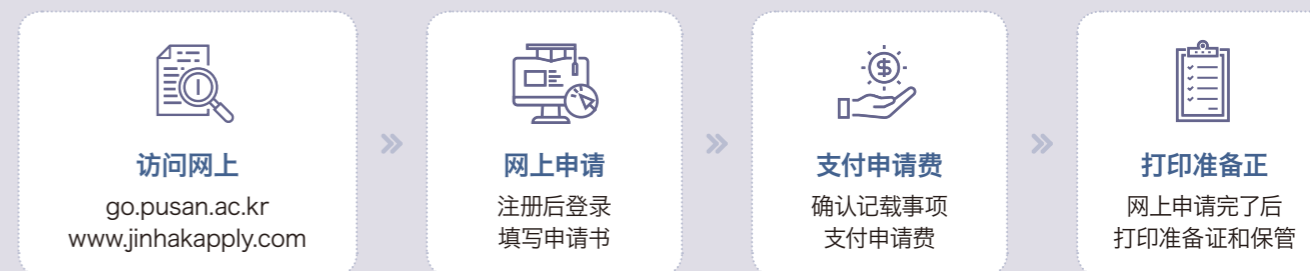 访问网上
go.pusan.ac.kr
www.jinhakapply.com
网上申请
注册后登录
填写申请书
支付申请费
确认记载事项
支付申请费
打印准备正
网上申请完了后
打印准备证和保管